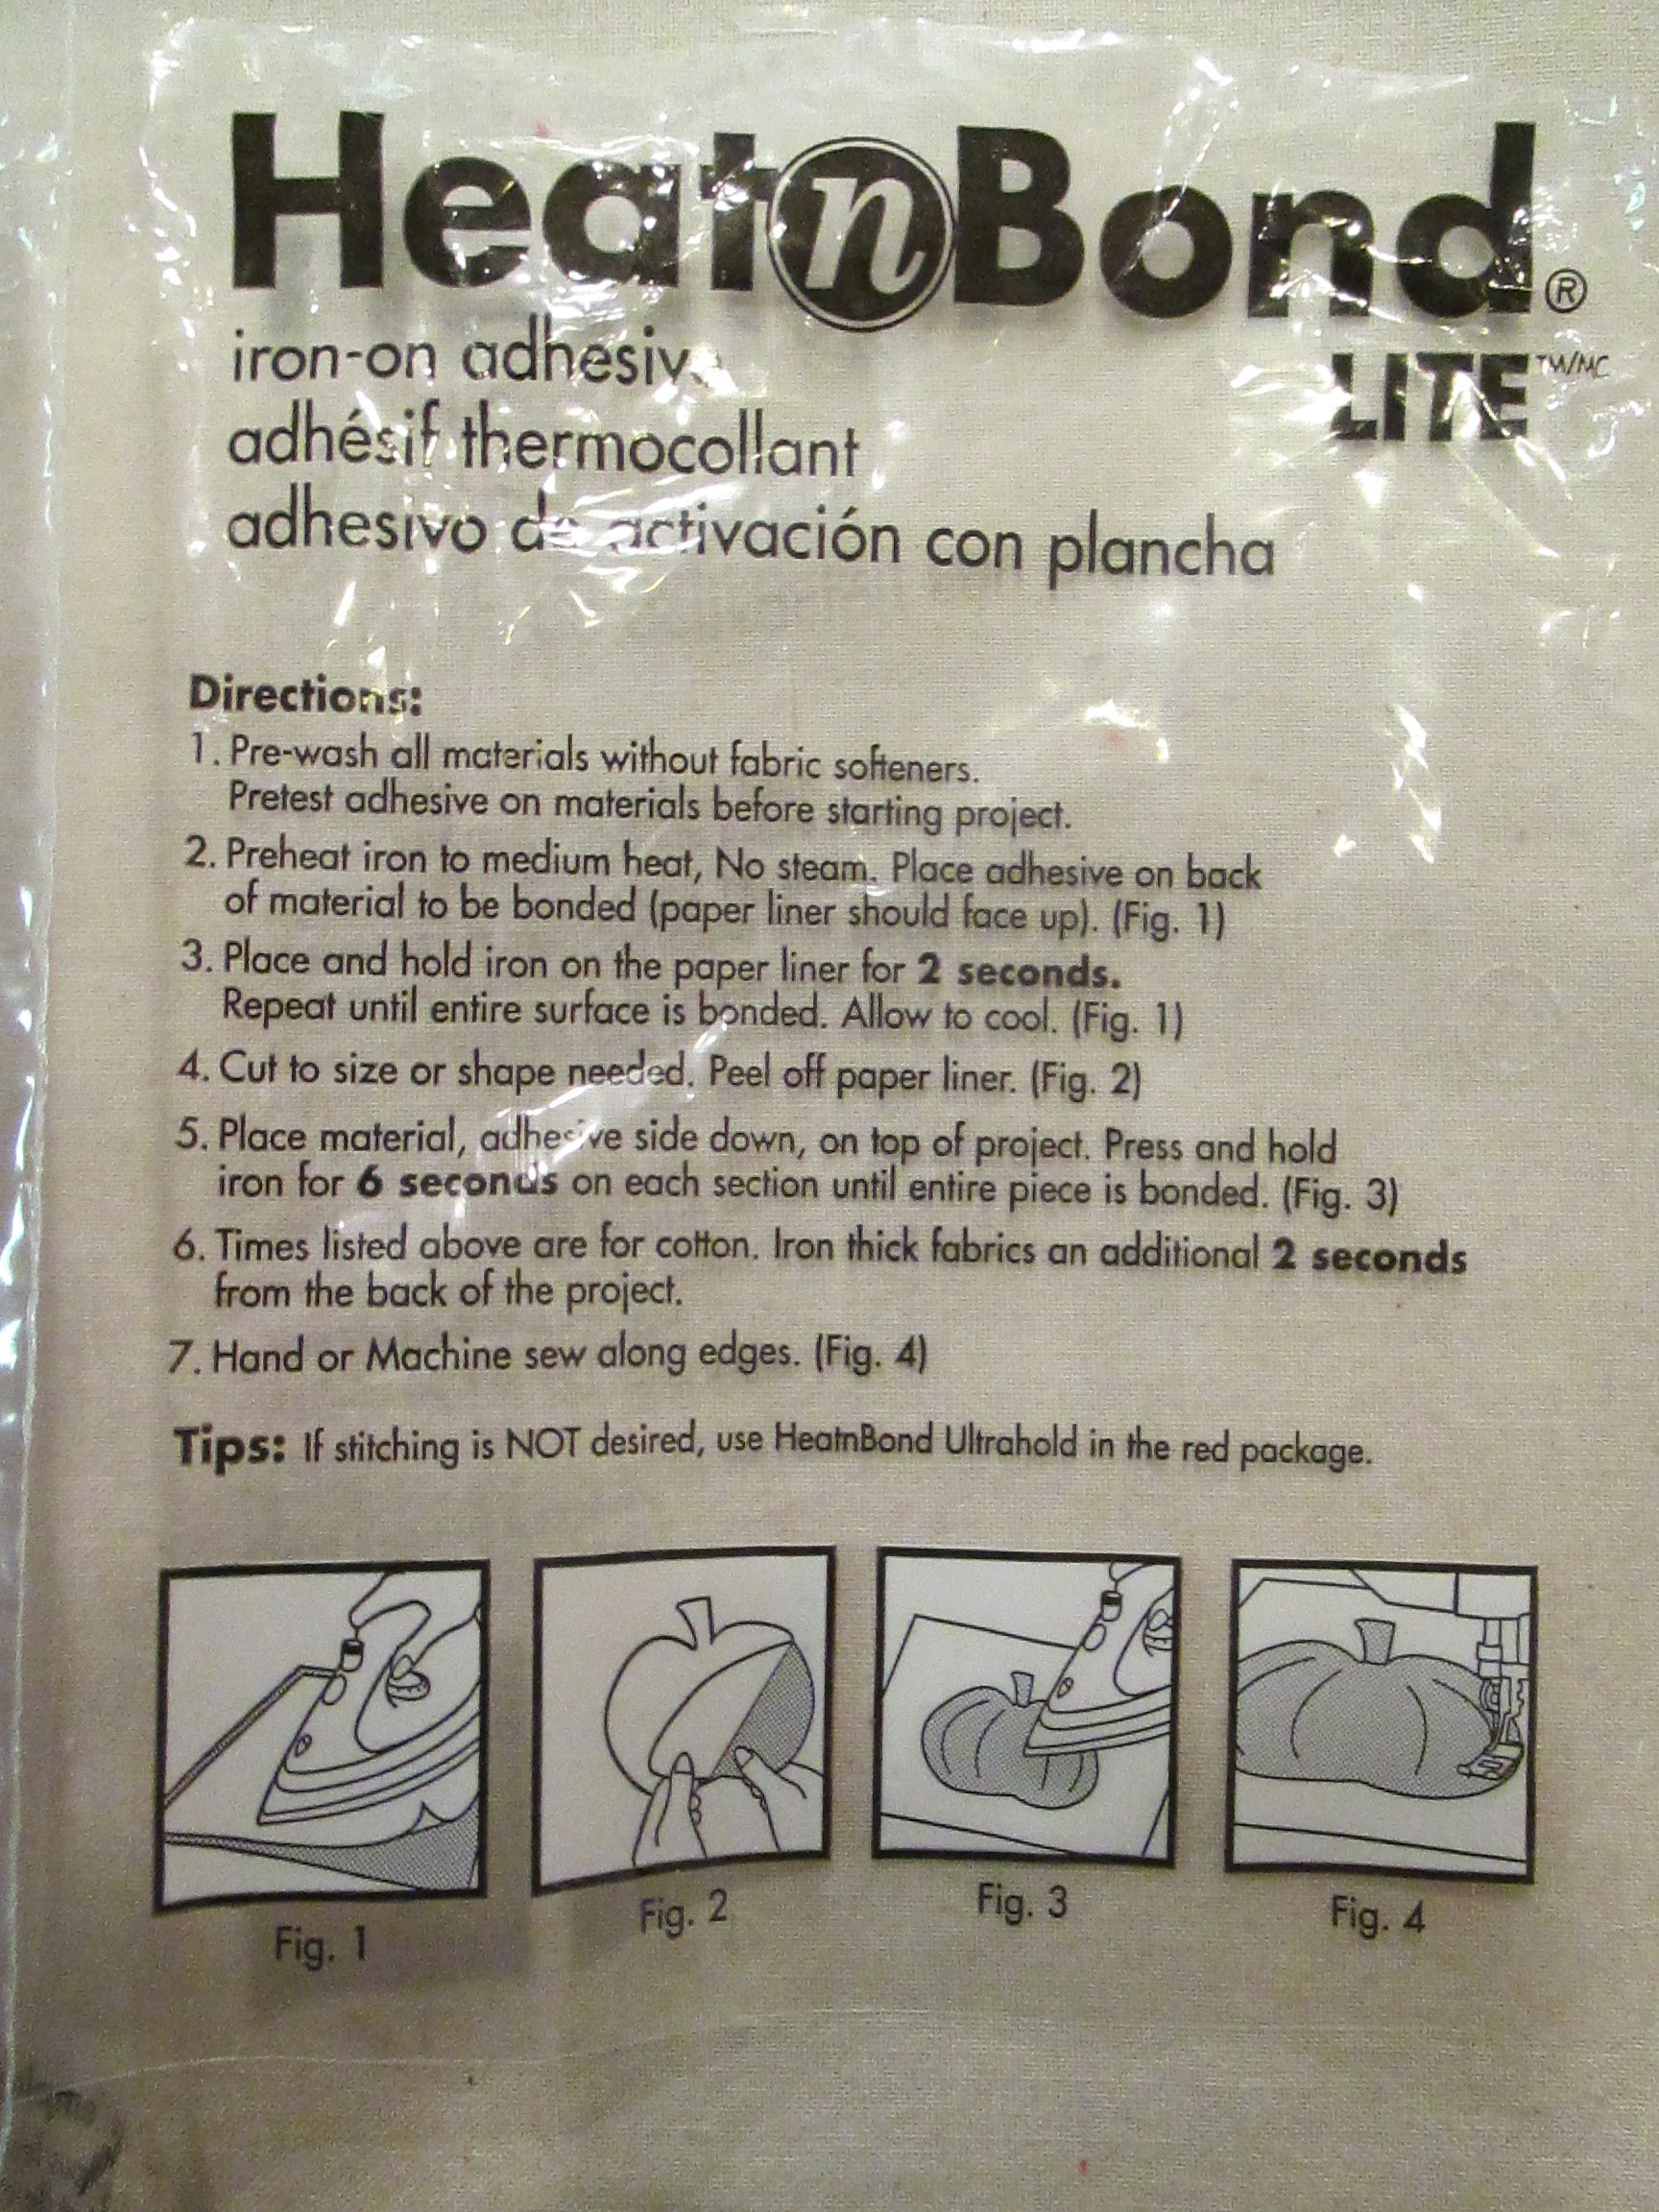 HeatnBond®
LITE™/MC
iron-on adhesive
adhésif thermocollant
adhesivo de activación con plancha
Directions:
1. Pre-wash all materials without fabric softeners.
Pretest adhesive on materials before starting project.
2. Preheat iron to medium heat, No steam. Place adhesive on back
of material to be bonded (paper liner should face up). (Fig. 1)
3. Place and hold iron on the paper liner for 2 seconds.
Repeat until entire surface is bonded. Allow to cool. (Fig. 1)
4. Cut to size or shape needed. Peel off paper liner. (Fig. 2)
5. Place material, adhesive side down, on top of project. Press and hold
iron for 6 seconds on each section until entire piece is bonded. (Fig. 3)
6. Times listed above are for cotton. Iron thick fabrics an additional 2 seconds
from the back of the project.
7. Hand or Machine sew along edges. (Fig. 4)
Tips: If stitching is NOT desired, use HeatnBond Ultrahold in the red package.
Fig. 1
Fig. 2
Fig. 3
Fig. 4